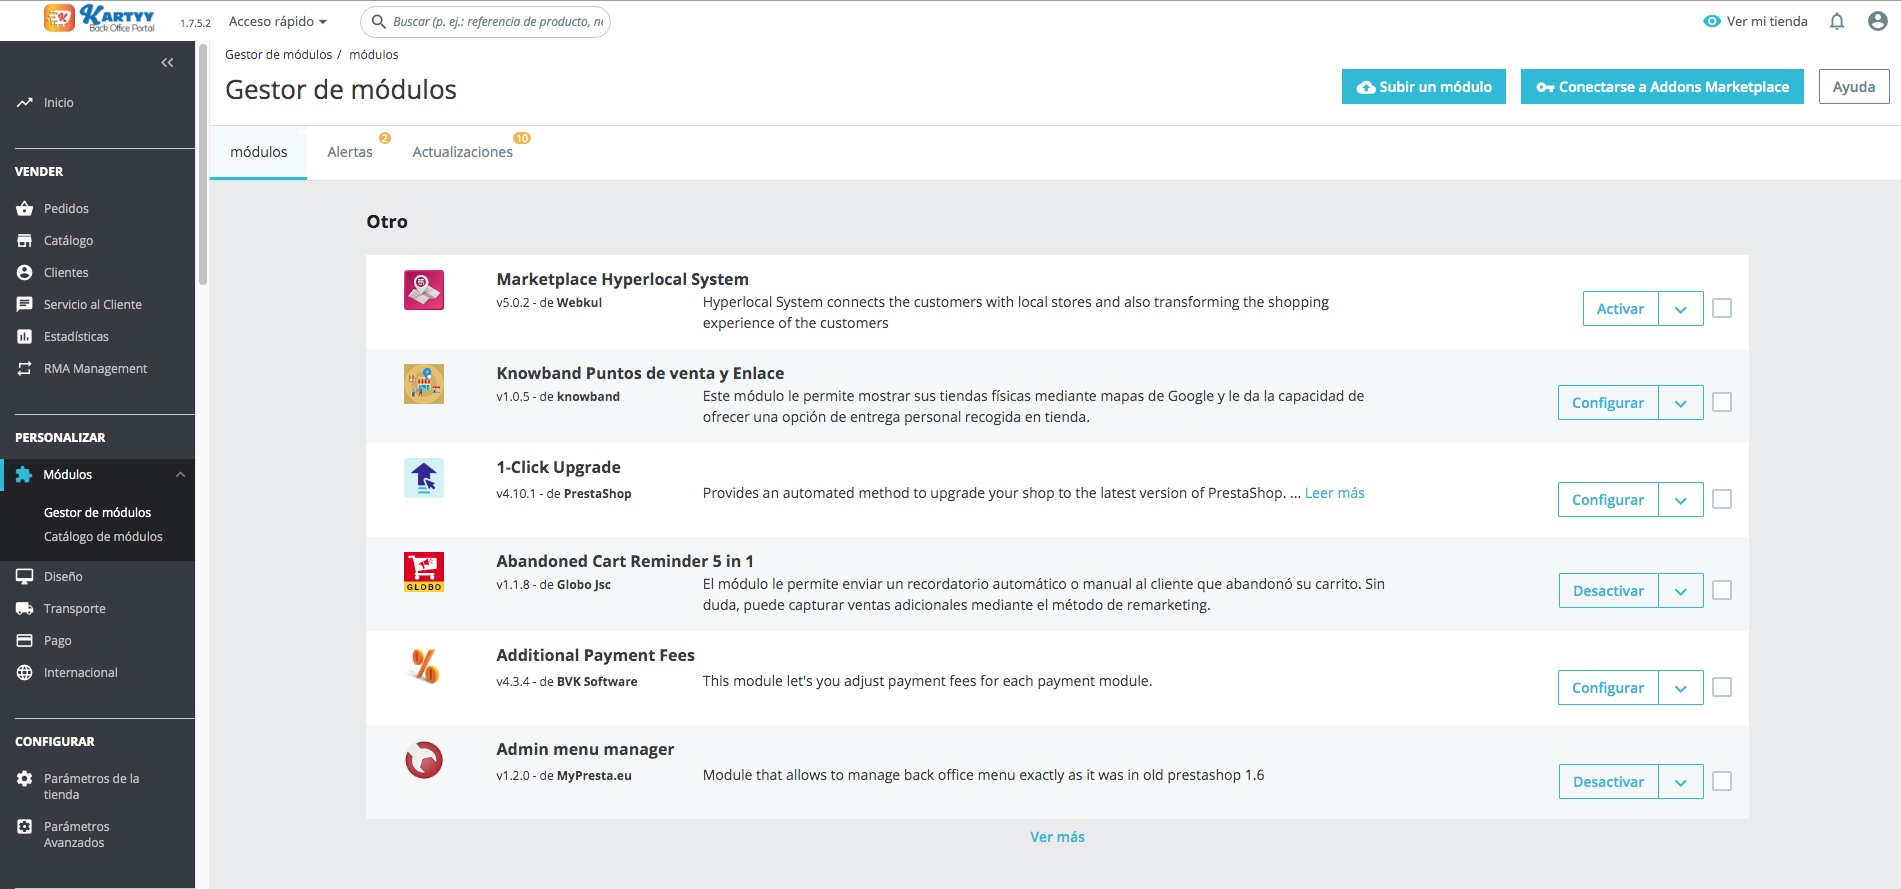 KARTYY
Back Office Portal
1.7.5.2
Acceso rápido
Buscar (p. ej.: referencia de producto, no
Ver mi tienda
Gestor de módulos / módulos
Gestor de módulos
Subir un módulo
Conectarse a Addons Marketplace
Ayuda
módulos
Alertas
2
Actualizaciones
10
Inicio
VENDER
Pedidos
Catálogo
Clientes
Servicio al Cliente
Estadísticas
RMA Management
PERSONALIZAR
Módulos
Gestor de módulos
Catálogo de módulos
Diseño
Transporte
Pago
Internacional
CONFIGURAR
Parámetros de la
tienda
Parámetros
Avanzados
Otro
Marketplace Hyperlocal System
v5.0.2 - de Webkul
Hyperlocal System connects the customers with local stores and also transforming the shopping
experience of the customers
Activar
Knowband Puntos de venta y Enlace
v1.0.5 - de knowband
Este módulo le permite mostrar sus tiendas físicas mediante mapas de Google y le da la capacidad de
ofrecer una opción de entrega personal recogida en tienda.
Configurar
1-Click Upgrade
v4.10.1 - de PrestaShop
Provides an automated method to upgrade your shop to the latest version of PrestaShop. ... Leer más
Configurar
GLOBO
Abandoned Cart Reminder 5 in 1
v1.1.8 - de Globo Jsc
El módulo le permite enviar un recordatorio automático o manual al cliente que abandonó su carrito. Sin
duda, puede capturar ventas adicionales mediante el método de remarketing.
Desactivar
Additional Payment Fees
v4.3.4 - de BVK Software
This module let's you adjust payment fees for each payment module.
Configurar
Admin menu manager
v1.2.0 - de MyPresta.eu
Module that allows to manage back office menu exactly as it was in old prestashop 1.6
Desactivar
Ver más